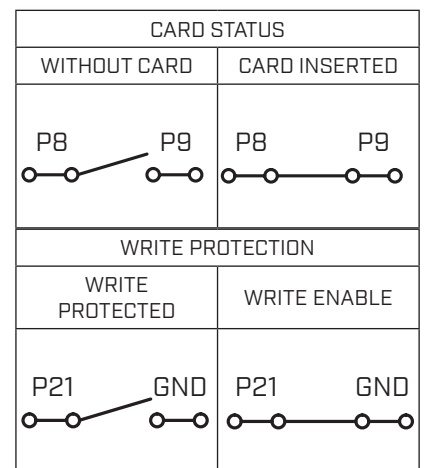 CARD STATUS
WITHOUT CARD
CARD INSERTED
P8 P9
P8 P9
WRITE PROTECTION
WRITE
PROTECTED
WRITE ENABLE
P21 GND
P21 GND